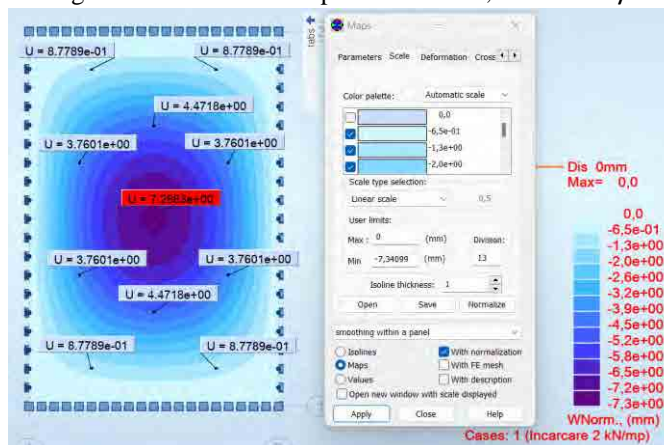 U = 8.7789e-01
U = 8.7789e-01
U = 4.4718e+00
U = 3.7601e+00
U = 3.7601e+00
U = 7.2883e+00
U = 3.7601e+00
U = 3.7601e+00
U = 4.4718e+00
U = 8.7789e-01
U = 8.7789e-01
tabs
Maps
Parameters Scale Deformation Cross
Color palette: Automatic scale
0,0
-6,5e-01
-1,3e+00
-2,0e+00
Scale type selection:
Linear scale 0,5
User limits:
Max : 0 (mm) Division:
Min -7,34099 (mm) 13
Isoline thickness: 1
Open Save Normalize
smoothing within a panel
Isolines With normalization
Maps With FE mesh
Values With description
Open new window with scale displayed
Apply Close Help
Dis 0mm
Max= 0,0
0,0
-6,5e-01
-1,3e+00
-2,0e+00
-2,6e+00
-3,2e+00
-3,9e+00
-4,5e+00
-5,2e+00
-5,8e+00
-6,5e+00
-7,2e+00
-7,3e+00
WNorm., (mm)
Cases: 1 (Incarcare 2 kN/mp)